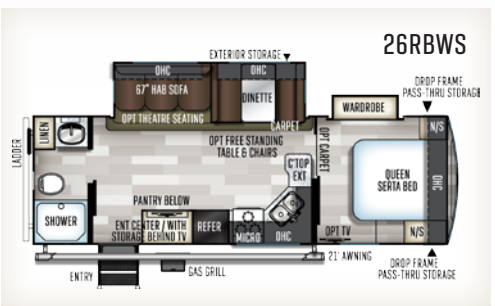 26RBWS
EXTERIOR STORAGE
OHC
OHC
67" HAB SOFA
DINETTE
OPT THEATRE SEATING
CARPET
DROP FRAME
PASS-THRU STORAGE
WARDROBE
N/S
LADDER
LINEN
OPT FREE STANDING
TABLE & CHAIRS
OPT CARPET
C'TOP
EXT
QUEEN
SERTA BED
OHC
PANTRY BELOW
SHOWER
ENT CENTER / WITH
STORAGE BEHIND TV
REFER
MICRO
OHC
OPT TV
N/S
21' AWNING
ENTRY
GAS GRILL
DROP FRAME
PASS-THRU STORAGE